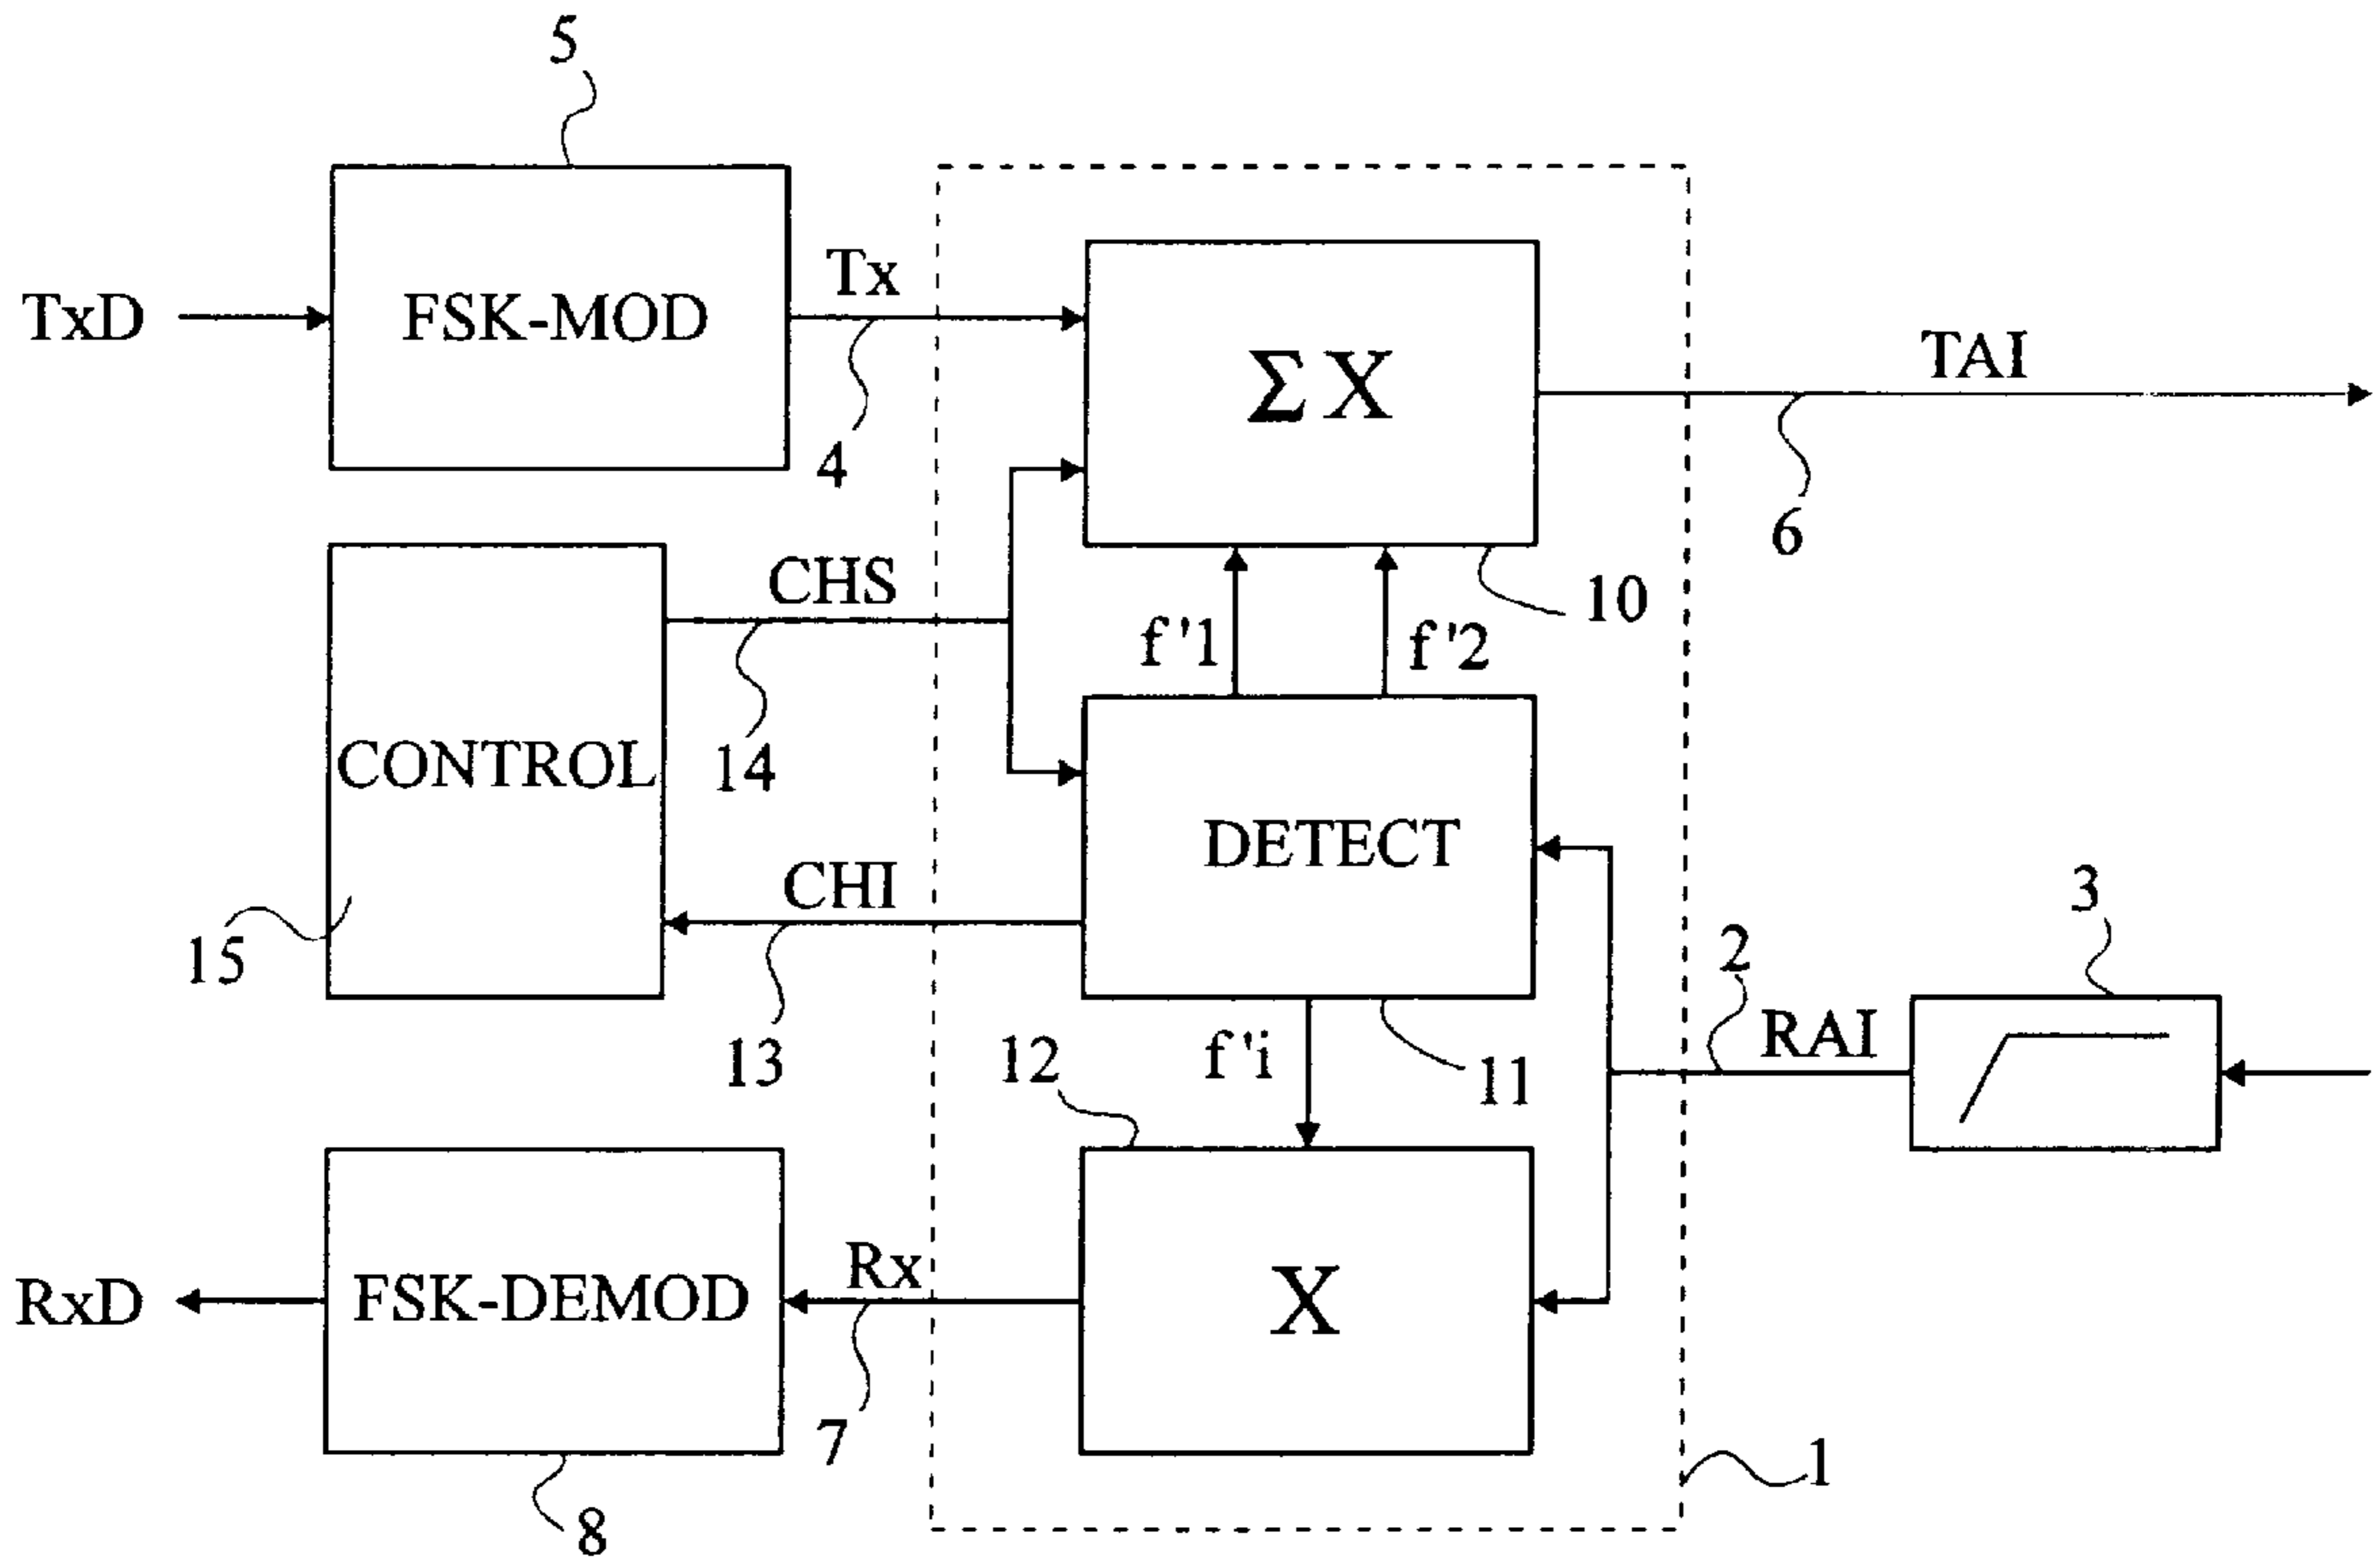 5
Tx
TxD
FSK-MOD
ΣX
TAI
4
6
CHS
10
f'1
f'2
14
CONTROL
DETECT
CHI
3
15
2
13
12
f'i
11
RAI
Rx
RxD
FSK-DEMOD
X
7
1
8